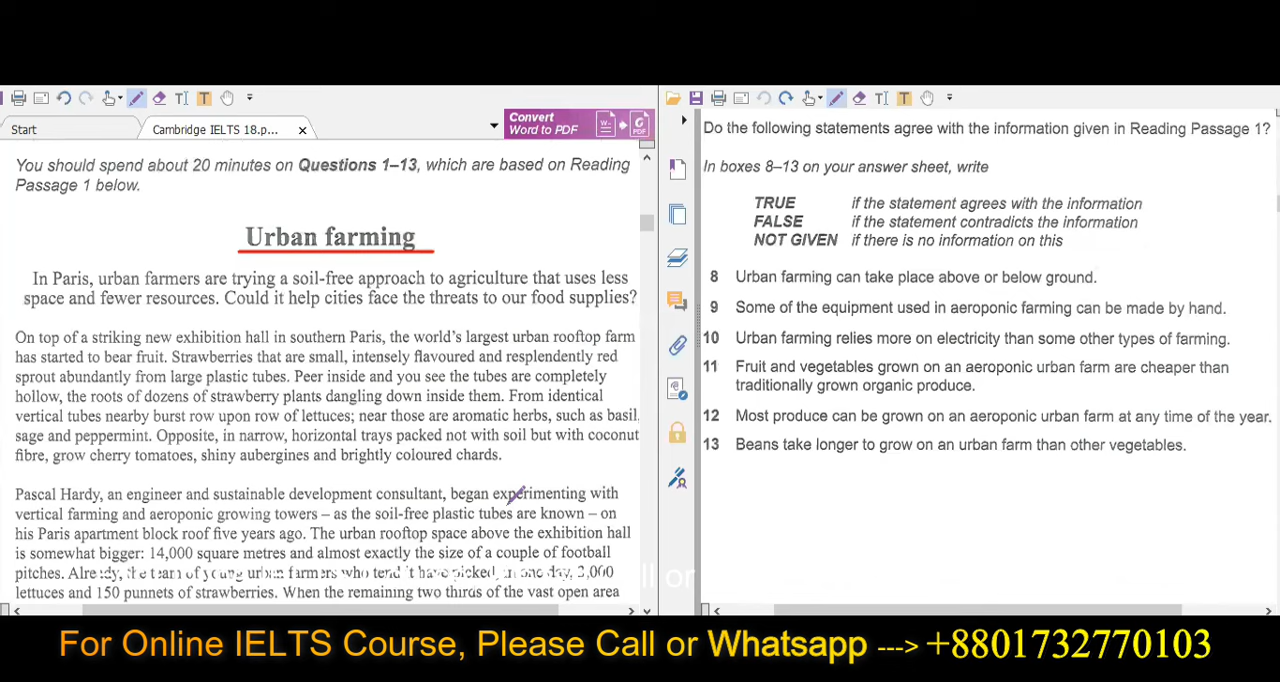 Convert
Word to PDF
Start
Cambridge IELTS 18.p...
You should spend about 20 minutes on Questions 1–13, which are based on Reading
Passage 1 below.
Urban farming
In Paris, urban farmers are trying a soil-free approach to agriculture that uses less
space and fewer resources. Could it help cities face the threats to our food supplies?
On top of a striking new exhibition hall in southern Paris, the world's largest urban rooftop farm
has started to bear fruit. Strawberries that are small, intensely flavoured and resplendently red
sprout abundantly from large plastic tubes. Peer inside and you see the tubes are completely
hollow, the roots of dozens of strawberry plants dangling down inside them. From identical
vertical tubes nearby burst row upon row of lettuces; near those are aromatic herbs, such as basil,
sage and peppermint. Opposite, in narrow, horizontal trays packed not with soil but with coconut
fibre, grow cherry tomatoes, shiny aubergines and brightly coloured chards.
Pascal Hardy, an engineer and sustainable development consultant, began experimenting with
vertical farming and aeroponic growing towers – as the soil-free plastic tubes are known – on
his Paris apartment block roof five years ago. The urban rooftop space above the exhibition hall
is somewhat bigger: 14,000 square metres and almost exactly the size of a couple of football
pitches. Already, the team of young urban farmers who tend it have picked, in one day, 3,000
lettuces and 150 punnets of strawberries. When the remaining two thirds of the vast open area
Do the following statements agree with the information given in Reading Passage 1?
In boxes 8–13 on your answer sheet, write
TRUE if the statement agrees with the information
FALSE if the statement contradicts the information
NOT GIVEN if there is no information on this
8 Urban farming can take place above or below ground.
9 Some of the equipment used in aeroponic farming can be made by hand.
10 Urban farming relies more on electricity than some other types of farming.
11 Fruit and vegetables grown on an aeroponic urban farm are cheaper than
traditionally grown organic produce.
12 Most produce can be grown on an aeroponic urban farm at any time of the year.
13 Beans take longer to grow on an urban farm than other vegetables.
ll or
For Online IELTS Course, Please Call or Whatsapp ---> +8801732770103